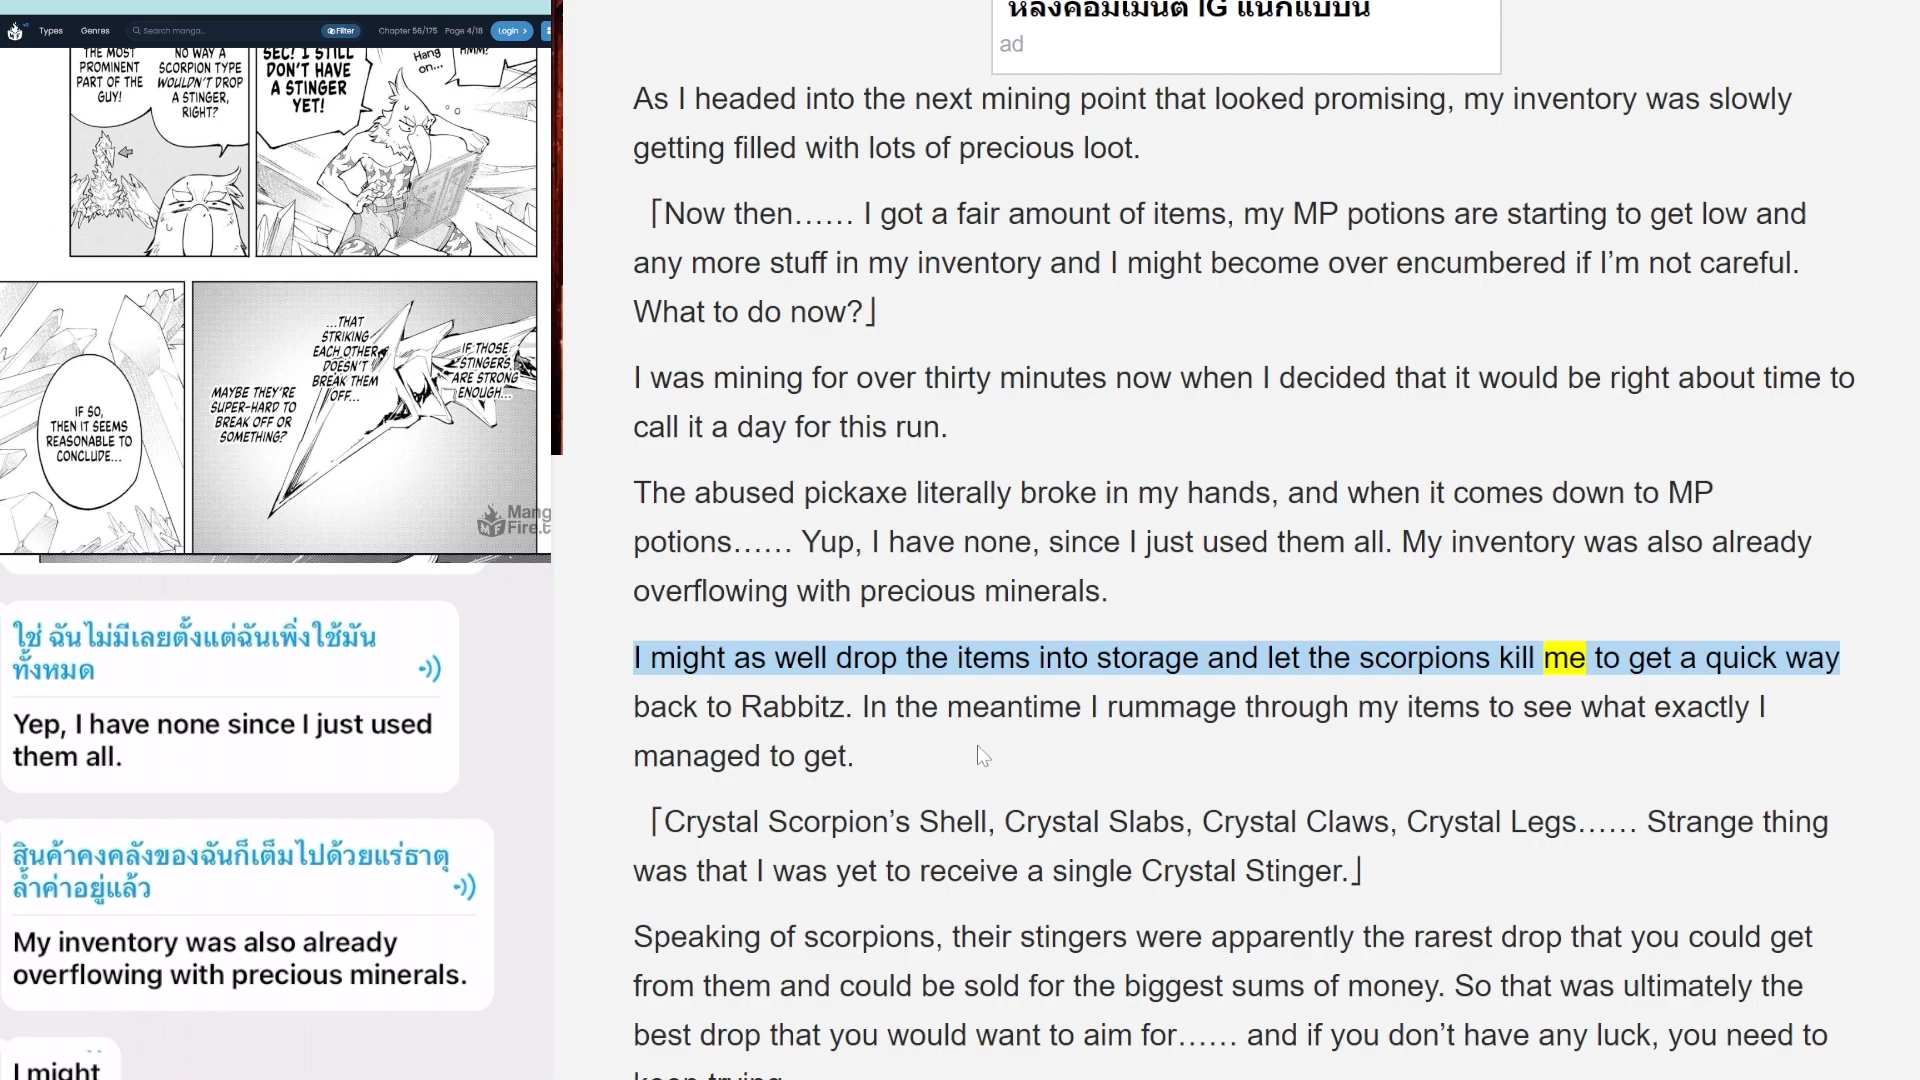 Types Genres Search manga... Filter Chapter 56/175 Page 4/18 Login
THE MOST
PROMINENT
PART OF THE
GUY!
NO WAY A
SCORPION TYPE
WOULDN'T DROP
A STINGER,
RIGHT?
SEC! I STILL
DON'T HAVE
A STINGER
YET!
Hang
on...
HMM?
IF THOSE
STINGERS
ARE STRONG
ENOUGH...
...THAT
STRIKING
EACH OTHER
DOESN'T
BREAK THEM
OFF...
MAYBE THEY'RE
SUPER-HARD TO
BREAK OFF OR
SOMETHING?
IF SO,
THEN IT SEEMS
REASONABLE TO
CONCLUDE...
Mang
Fire.t
ใช่ ฉันไม่มีเลยตั้งแต่ฉันเพิ่งใช้มัน
ทั้งหมด
Yep, I have none since I just used
them all.
สินค้าคงคลังของฉันก็เต็มไปด้วยแร่ธาตุ
ล้ำค่าอยู่แล้ว
My inventory was also already
overflowing with precious minerals.
I might
ad
As I headed into the next mining point that looked promising, my inventory was slowly
getting filled with lots of precious loot.
「Now then…… I got a fair amount of items, my MP potions are starting to get low and
any more stuff in my inventory and I might become over encumbered if I’m not careful.
What to do now?」
I was mining for over thirty minutes now when I decided that it would be right about time to
call it a day for this run.
The abused pickaxe literally broke in my hands, and when it comes down to MP
potions…… Yup, I have none, since I just used them all. My inventory was also already
overflowing with precious minerals.
I might as well drop the items into storage and let the scorpions kill me to get a quick way
back to Rabbitz. In the meantime I rummage through my items to see what exactly I
managed to get.
「Crystal Scorpion’s Shell, Crystal Slabs, Crystal Claws, Crystal Legs…… Strange thing
was that I was yet to receive a single Crystal Stinger.」
Speaking of scorpions, their stingers were apparently the rarest drop that you could get
from them and could be sold for the biggest sums of money. So that was ultimately the
best drop that you would want to aim for…… and if you don’t have any luck, you need to
keep trying